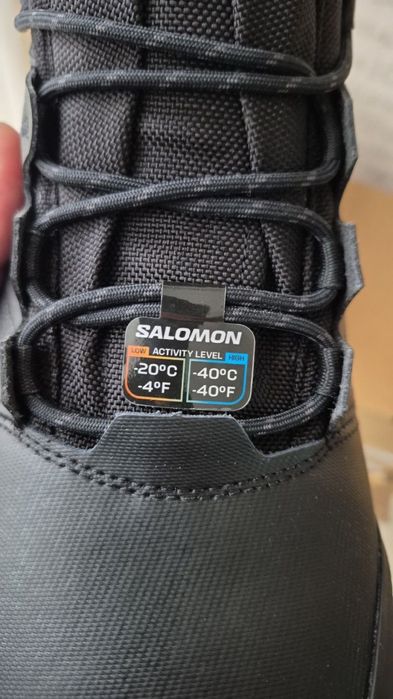 SALOMON
LOW ACTIVITY LEVEL HIGH
-20°C -40°C
-4°F -40°F